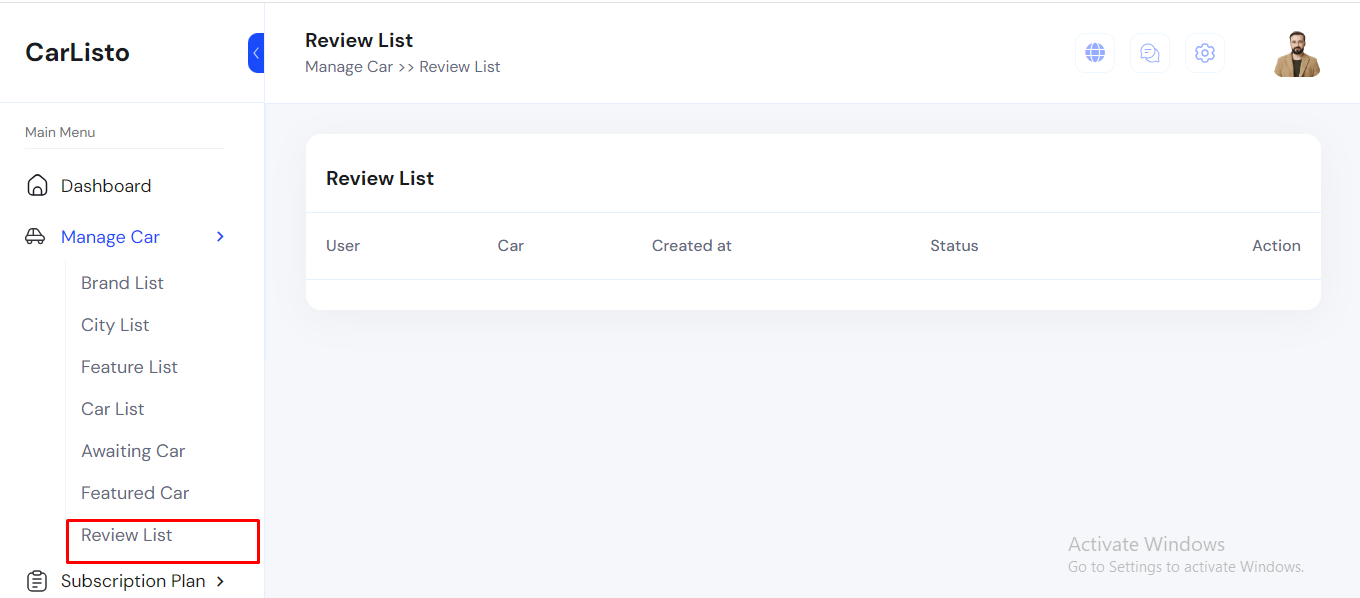 CarListo
Review List
Manage Car >> Review List
Main Menu
Dashboard
Manage Car
Brand List
City List
Feature List
Car List
Awaiting Car
Featured Car
Review List
Subscription Plan
Review List
User Car Created at Status Action
Activate Windows
Go to Settings to activate Windows.